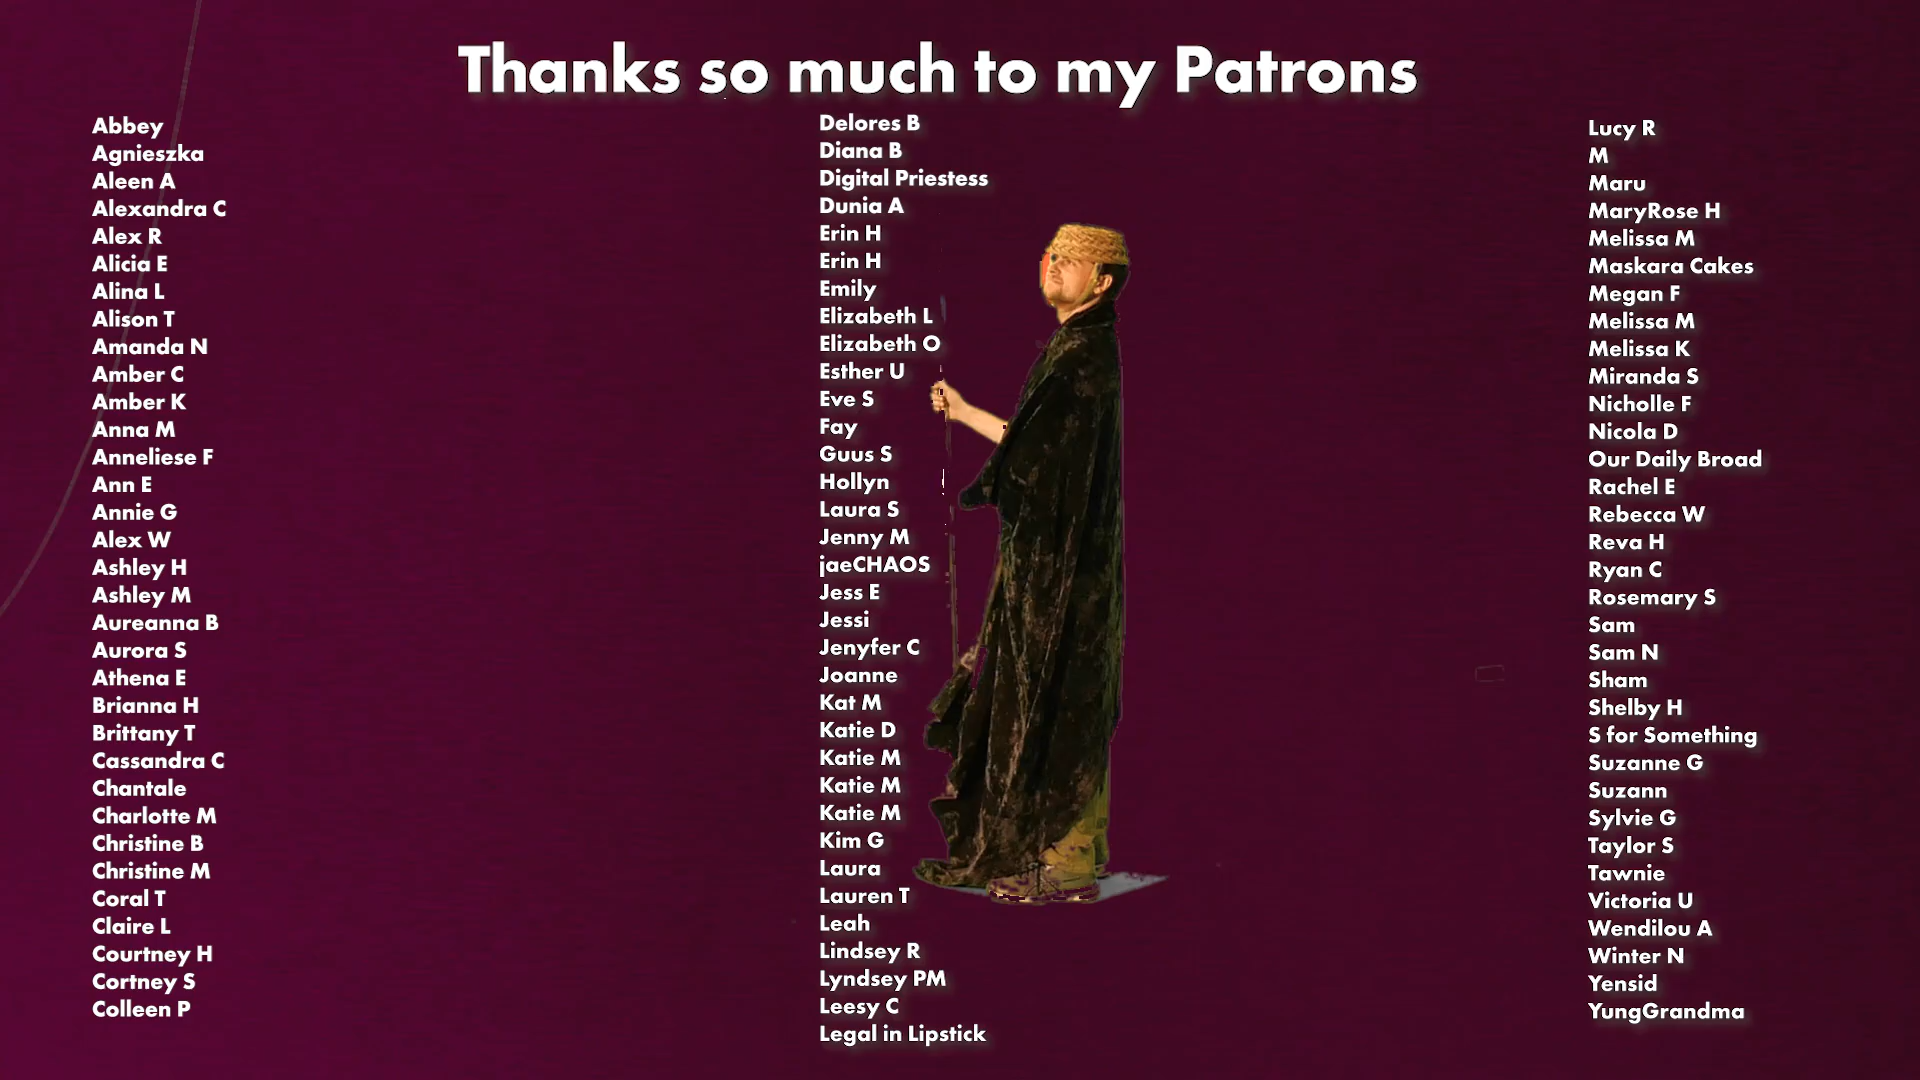 Thanks so much to my Patrons
Abbey
Agnieszka
Aleen A
Alexandra C
Alex R
Alicia E
Alina L
Alison T
Amanda N
Amber C
Amber K
Anna M
Anneliese F
Ann E
Annie G
Alex W
Ashley H
Ashley M
Aureanna B
Aurora S
Athena E
Brianna H
Brittany T
Cassandra C
Chantale
Charlotte M
Christine B
Christine M
Coral T
Claire L
Courtney H
Cortney S
Colleen P
Delores B
Diana B
Digital Priestess
Dunia A
Erin H
Erin H
Emily
Elizabeth L
Elizabeth O
Esther U
Eve S
Fay
Guus S
Hollyn
Laura S
Jenny M
jaeCHAOS
Jess E
Jessi
Jenyfer C
Joanne
Kat M
Katie D
Katie M
Katie M
Katie M
Kim G
Laura
Lauren T
Leah
Lindsey R
Lyndsey PM
Leesy C
Legal in Lipstick
Lucy R
M
Maru
MaryRose H
Melissa M
Maskara Cakes
Megan F
Melissa M
Melissa K
Miranda S
Nicholle F
Nicola D
Our Daily Broad
Rachel E
Rebecca W
Reva H
Ryan C
Rosemary S
Sam
Sam N
Sham
Shelby H
S for Something
Suzanne G
Suzann
Sylvie G
Taylor S
Tawnie
Victoria U
Wendilou A
Winter N
Yensid
YungGrandma